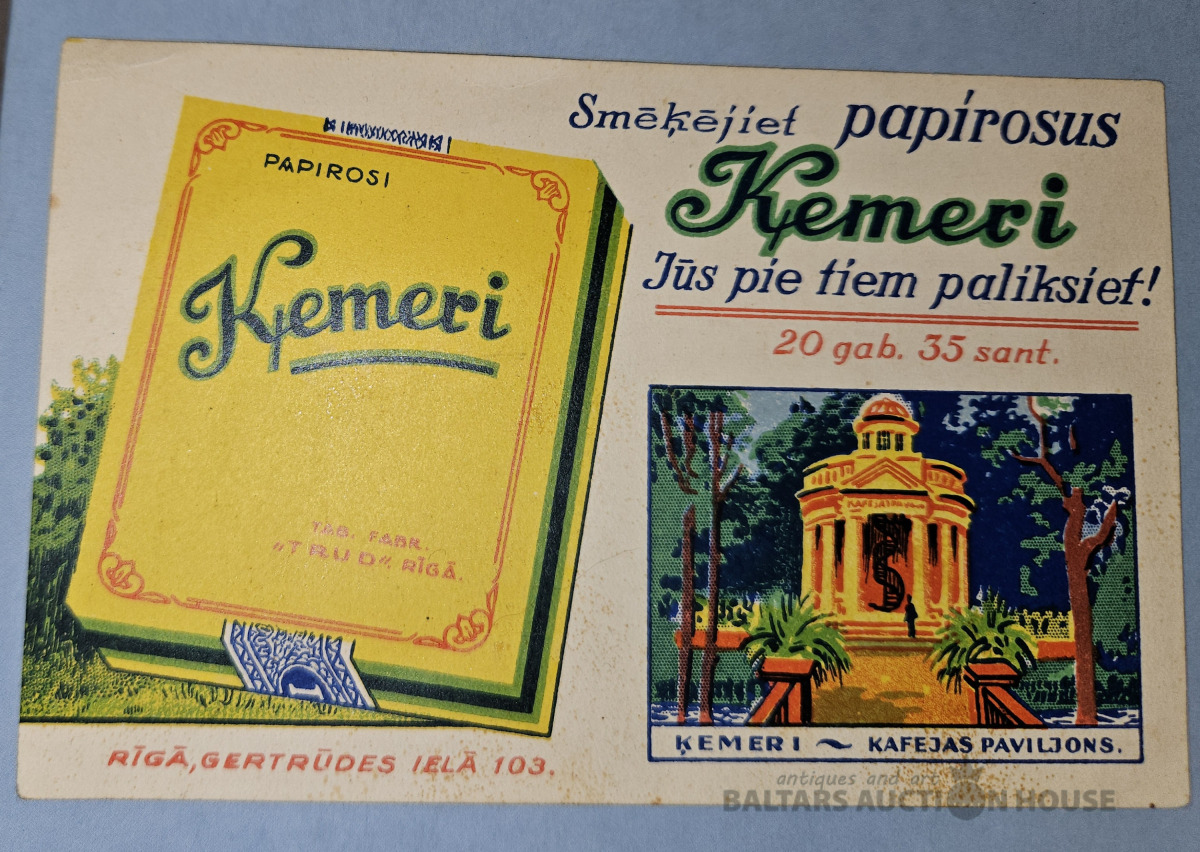 PAPIROSI
Ķemeri
TAB. FABR.
"TRUD", RĪGĀ.
RĪGĀ, GERTRŪDES IELĀ 103.
Smēķējiet papirosus
Ķemeri
Jūs pie tiem paliksiet!
20 gab. 35 sant.
ĶEMERI ~ KAFEJAS PAVILJONS.
antiques and art
BALTARS AUCTION HOUSE